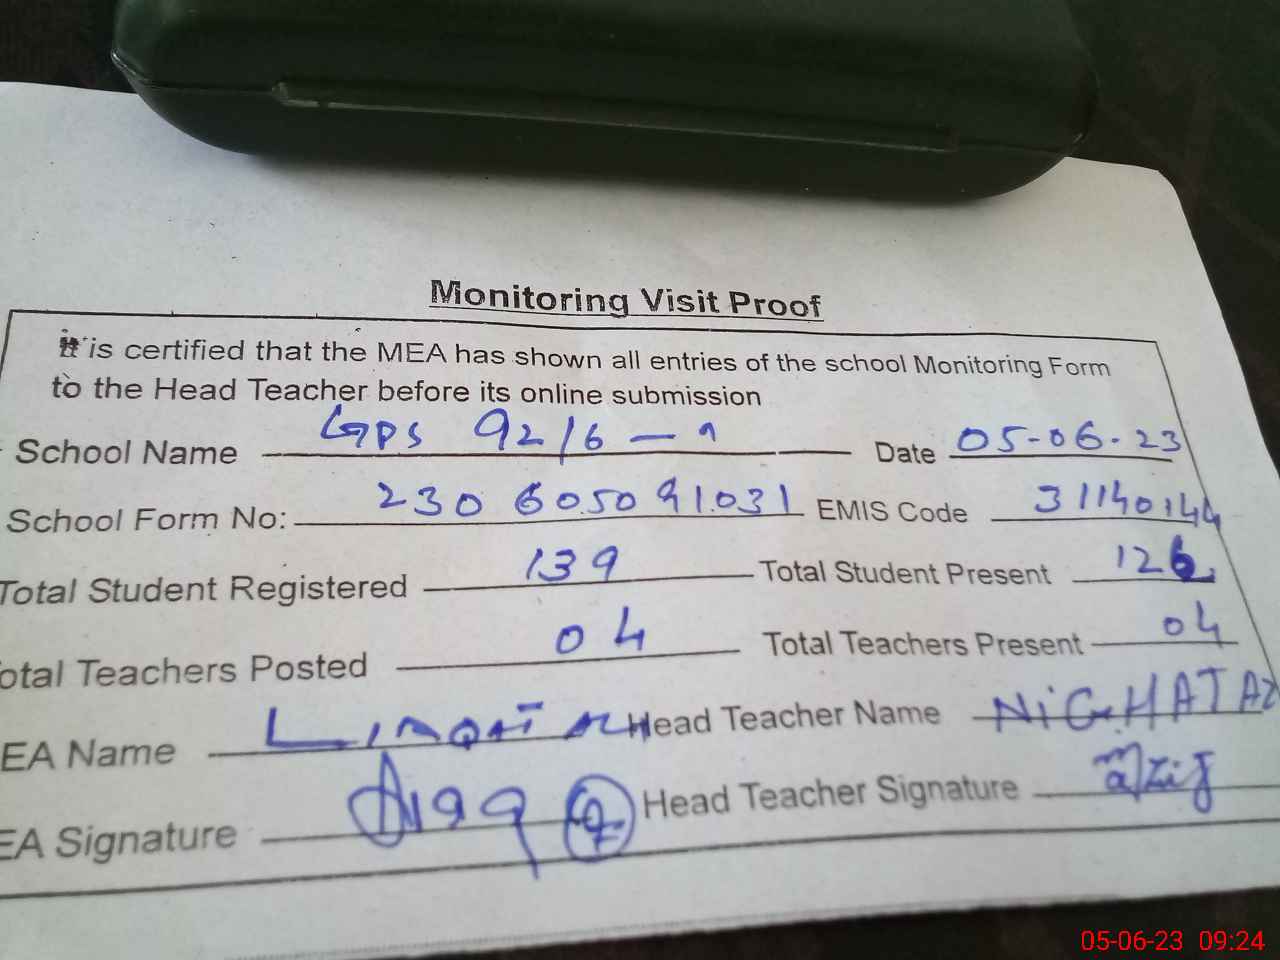 Monitoring Visit Proof
It is certified that the MEA has shown all entries of the school Monitoring Form
to the Head Teacher before its online submission
School Name GPS 92/6-R Date 05-06-23
School Form No: 230605091031 EMIS Code 31140144
Total Student Registered 139 Total Student Present 126
otal Teachers Posted 04 Total Teachers Present 04
EA Name Head Teacher Name NiGHAT AZ
EA Signature Head Teacher Signature
05-06-23 09:24